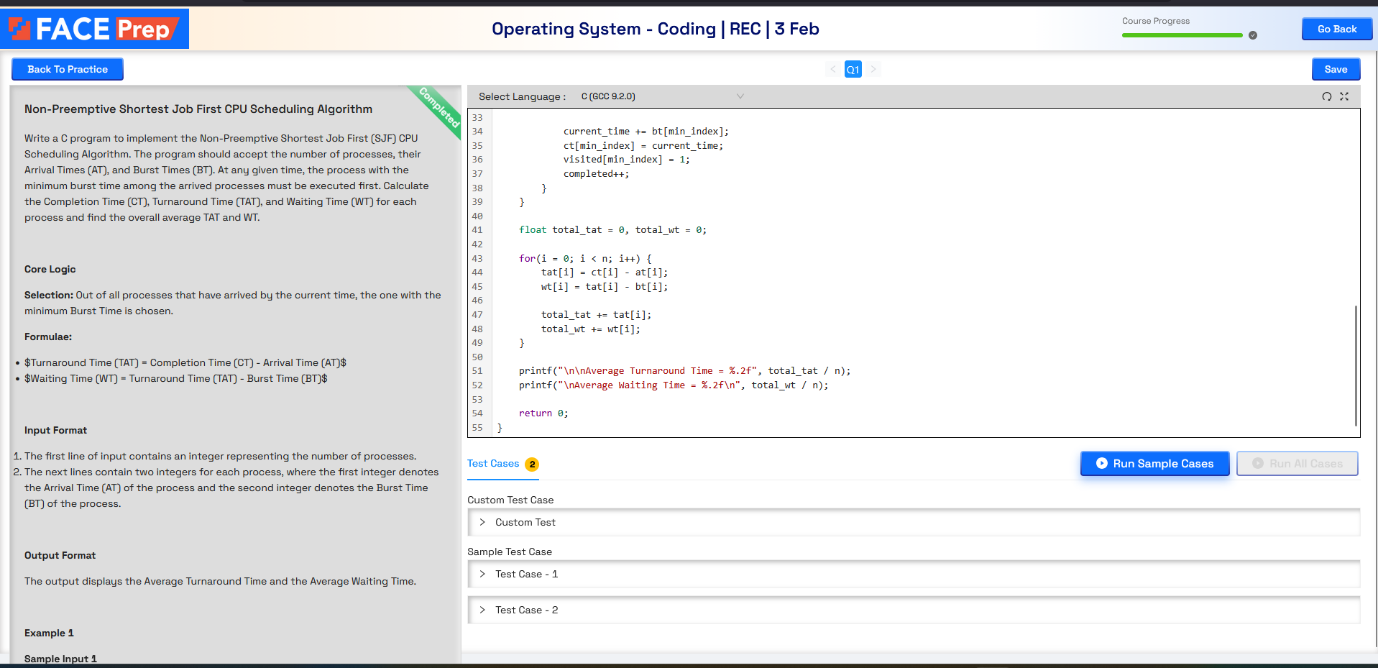 FACE Prep
Operating System - Coding | REC | 3 Feb
Course Progress
Go Back
Back To Practice
< Q1 >
Save
Completed
Non-Preemptive Shortest Job First CPU Scheduling Algorithm
Write a C program to implement the Non-Preemptive Shortest Job First (SJF) CPU
Scheduling Algorithm. The program should accept the number of processes, their
Arrival Times (AT), and Burst Times (BT). At any given time, the process with the
minimum burst time among the arrived processes must be executed first. Calculate
the Completion Time (CT), Turnaround Time (TAT), and Waiting Time (WT) for each
process and find the overall average TAT and WT.
Core Logic
Selection: Out of all processes that have arrived by the current time, the one with the
minimum Burst Time is chosen.
Formulae:
• $Turnaround Time (TAT) = Completion Time (CT) - Arrival Time (AT)$
• $Waiting Time (WT) = Turnaround Time (TAT) - Burst Time (BT)$
Input Format
1. The first line of input contains an integer representing the number of processes.
2. The next lines contain two integers for each process, where the first integer denotes
the Arrival Time (AT) of the process and the second integer denotes the Burst Time
(BT) of the process.
Output Format
The output displays the Average Turnaround Time and the Average Waiting Time.
Example 1
Sample Input 1
Select Language : C (GCC 9.2.0)
33
34 current_time += bt[min_index];
35 ct[min_index] = current_time;
36 visited[min_index] = 1;
37 completed++;
38 }
39 }
40
41 float total_tat = 0, total_wt = 0;
42
43 for(i = 0; i < n; i++) {
44 tat[i] = ct[i] - at[i];
45 wt[i] = tat[i] - bt[i];
46
47 total_tat += tat[i];
48 total_wt += wt[i];
49 }
50
51 printf("\n\nAverage Turnaround Time = %.2f", total_tat / n);
52 printf("\nAverage Waiting Time = %.2f\n", total_wt / n);
53
54 return 0;
55 }
Test Cases 2
Run Sample Cases
Run All Cases
Custom Test Case
> Custom Test
Sample Test Case
> Test Case - 1
> Test Case - 2